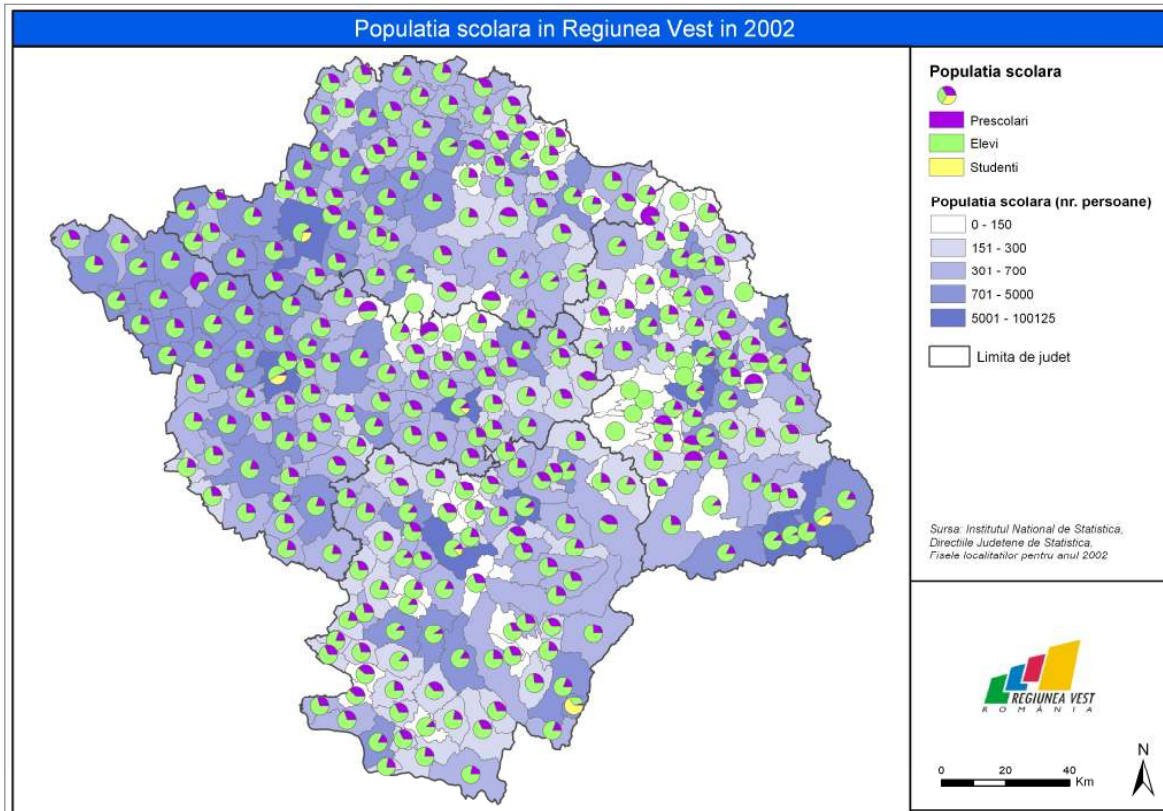 Populatia scolara in Regiunea Vest in 2002
Populatia scolara
Prescolari
Elevi
Studenti
Populatia scolara (nr. persoane)
0 - 150
151 - 300
301 - 700
701 - 5000
5001 - 100125
Limita de judet
Sursa: Institutul National de Statistica,
Directiile Judetene de Statistica,
Fisele localitatilor pentru anul 2002
REGIUNEA VEST
ROMÂNIA
N
0 20 40
Km